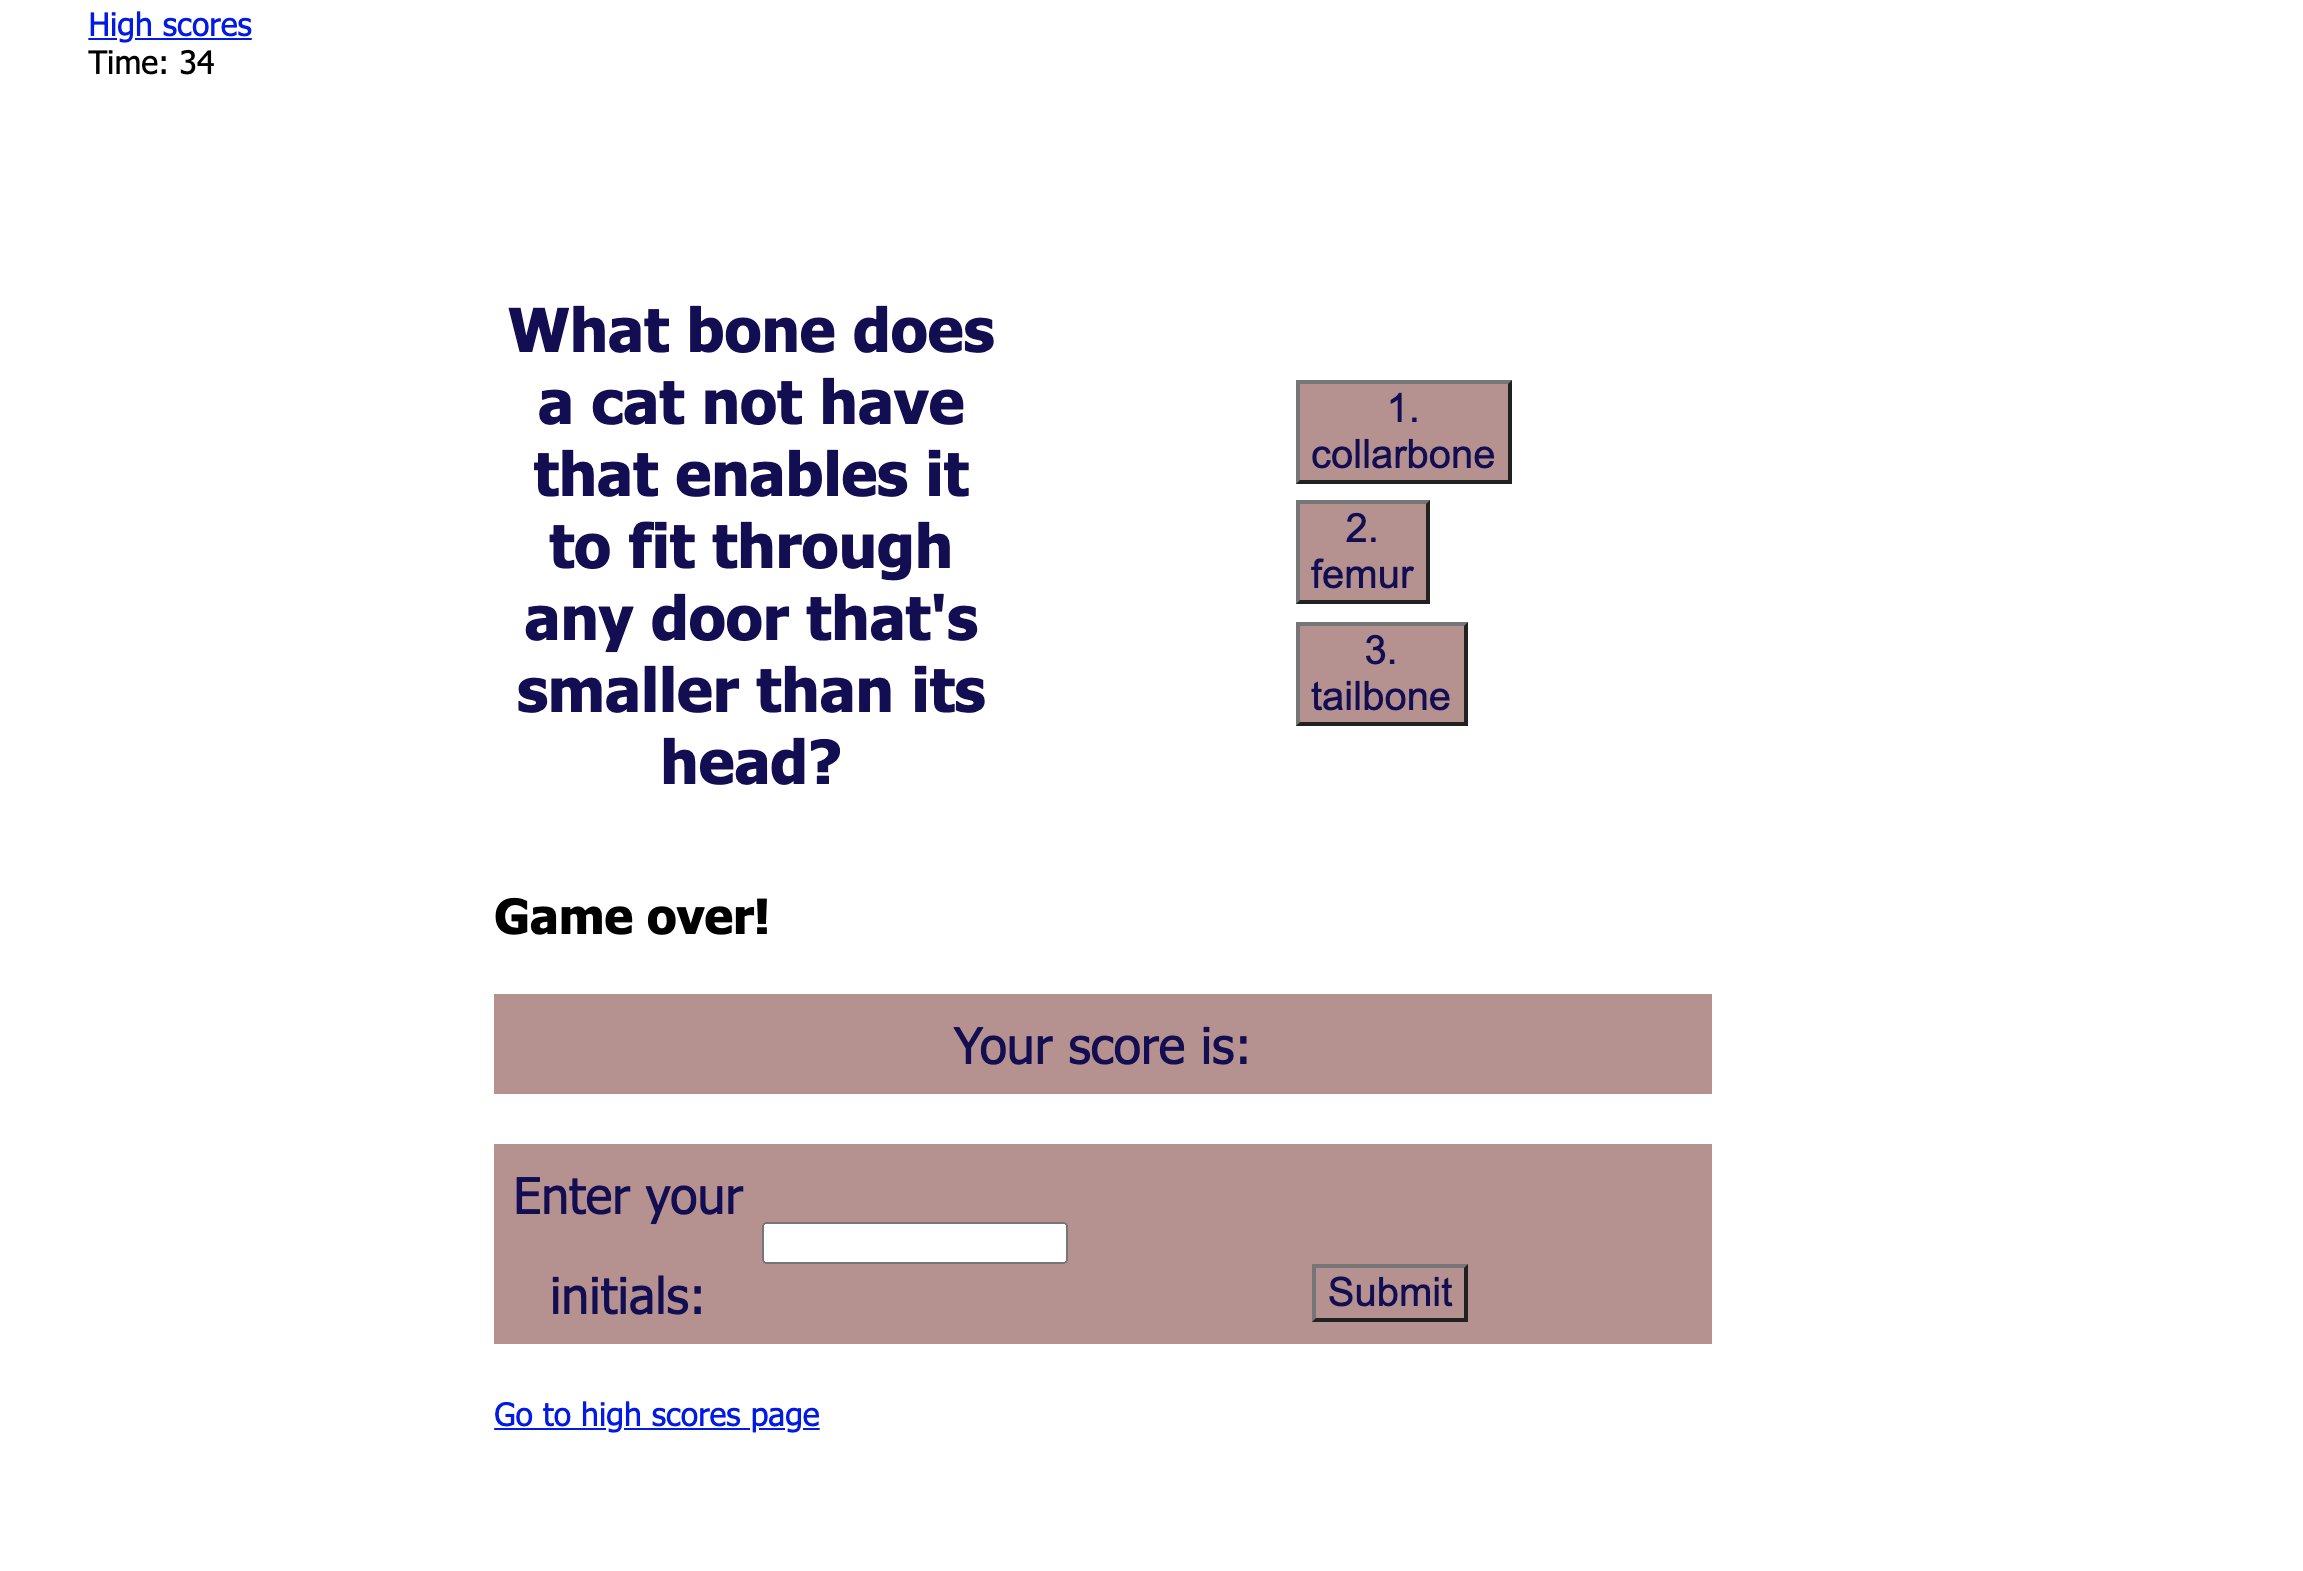 High scores
Time: 34
What bone does
a cat not have
that enables it
to fit through
any door that's
smaller than its
head?
1.
collarbone
2.
femur
3.
tailbone
Game over!
Your score is:
Enter your
initials:
Submit
Go to high scores page